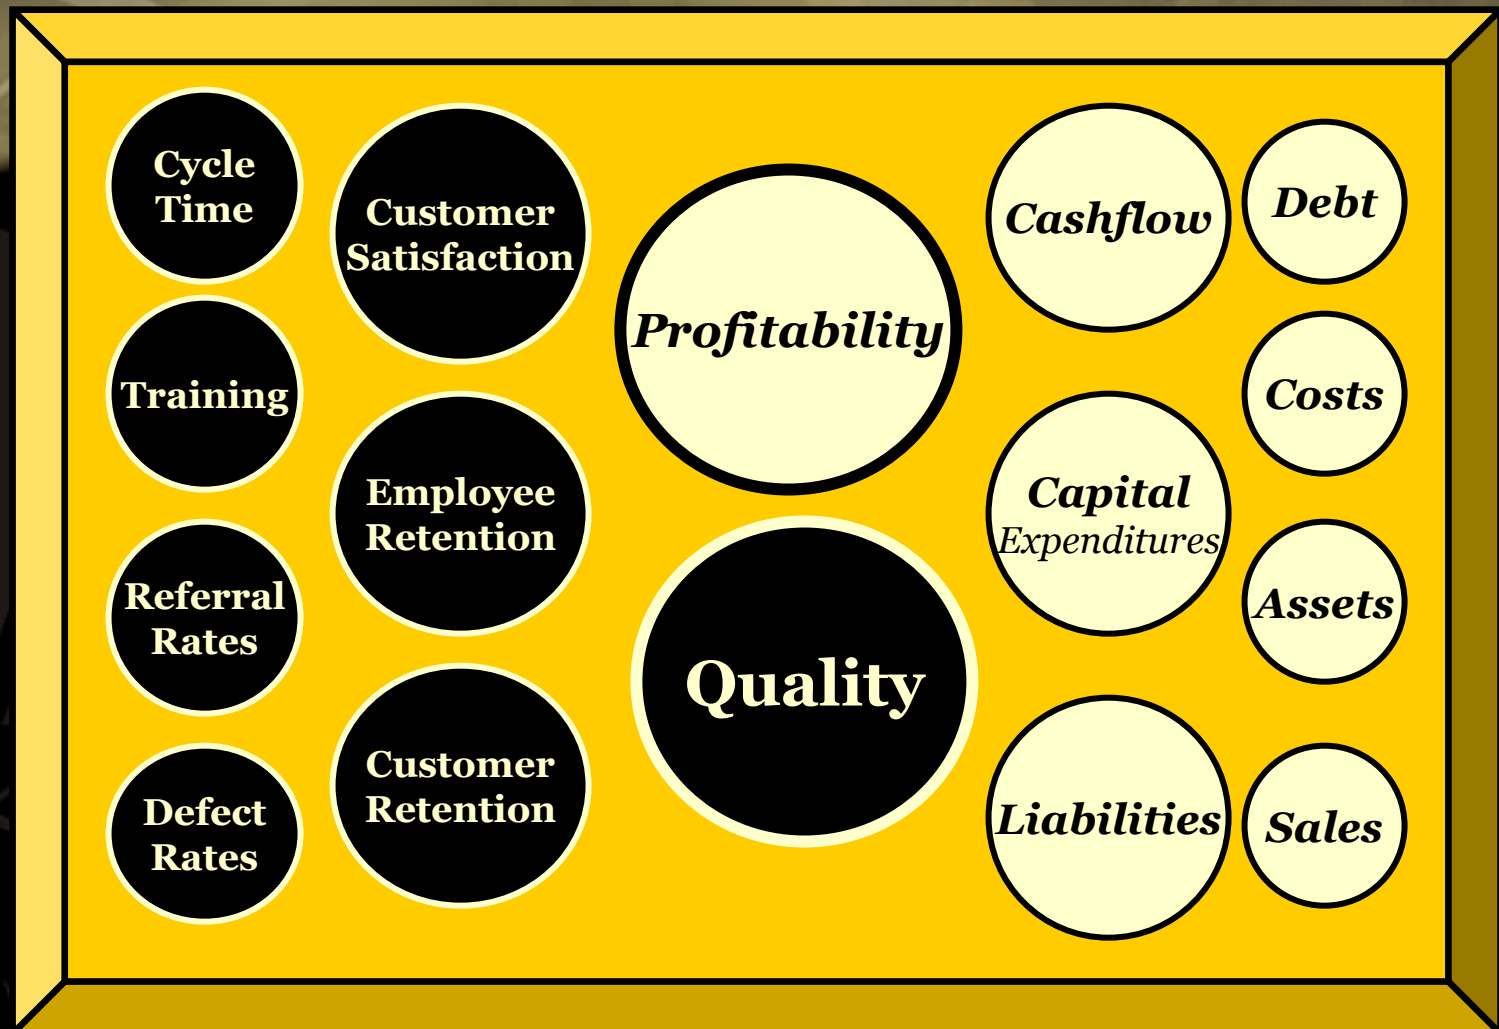 Cycle
Time
Training
Referral
Rates
Defect
Rates
Customer
Satisfaction
Employee
Retention
Customer
Retention
Profitability
Quality
Cashflow
Capital
Expenditures
Liabilities
Debt
Costs
Assets
Sales